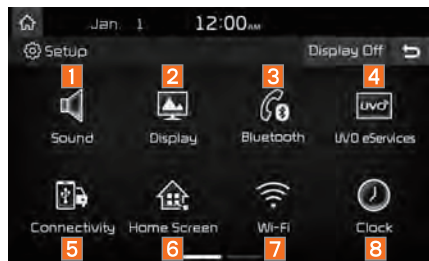 Jan. 1 12:00AM
Setup Display Off
1 2 3 4
uvo
Sound Display Bluetooth UVO eServices
Connectivity Home Screen Wi-Fi Clock
5 6 7 8